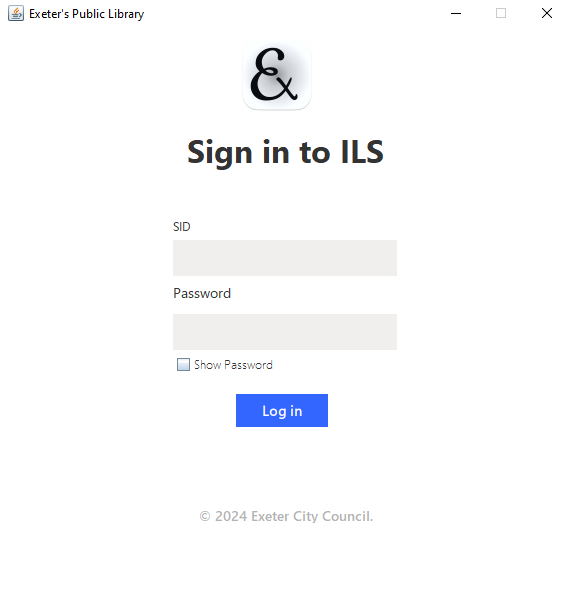 Exeter's Public Library
Ex
Sign in to ILS
SID
Password
Show Password
Log in
© 2024 Exeter City Council.